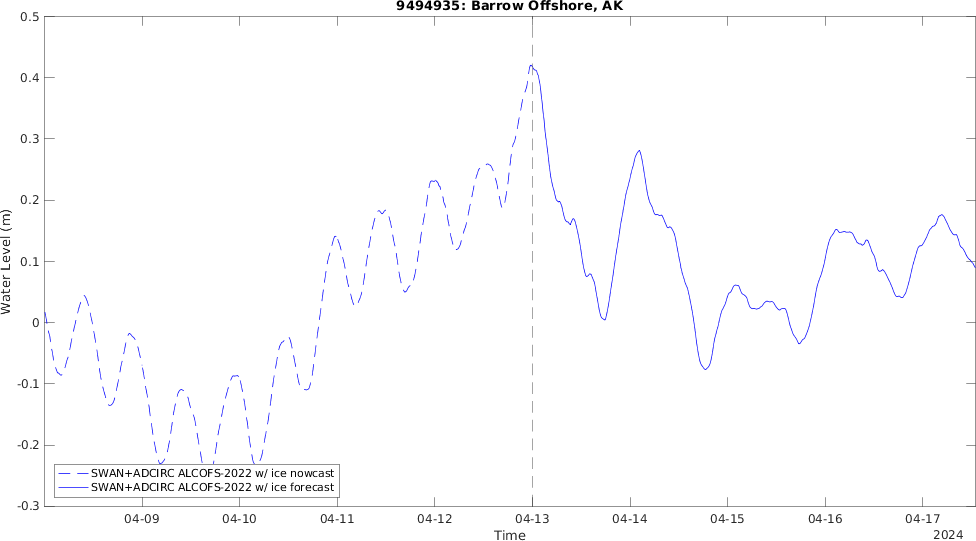 9494935: Barrow Offshore, AK
Water Level (m)
0.5
0.4
0.3
0.2
0.1
0
-0.1
-0.2
-0.3
SWAN+ADCIRC ALCOFS-2022 w/ ice nowcast
SWAN+ADCIRC ALCOFS-2022 w/ ice forecast
04-09 04-10 04-11 04-12 04-13 04-14 04-15 04-16 04-17
Time
2024